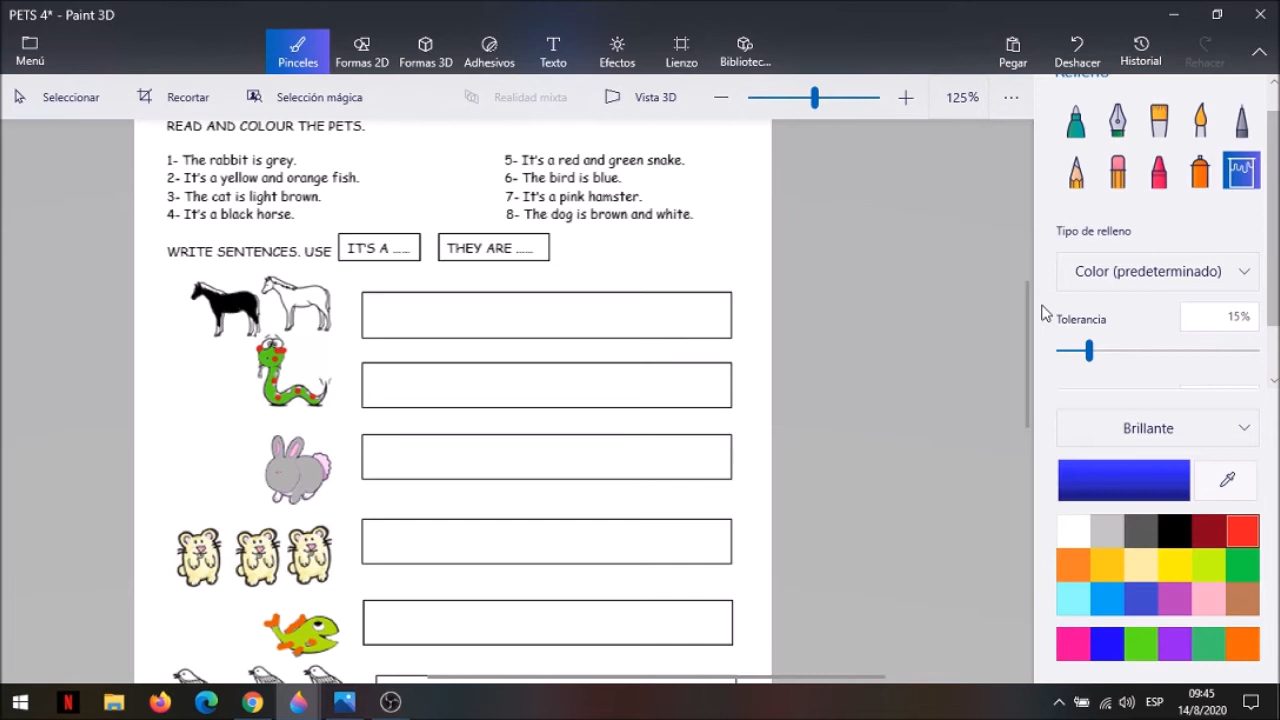 PETS 4* - Paint 3D
Menú
Pinceles
Formas 2D
Formas 3D
Adhesivos
Texto
Efectos
Lienzo
Bibliotec...
Pegar
Deshacer
Historial
Rehacer
Seleccionar
Recortar
Selección mágica
Realidad mixta
Vista 3D
125%
Relleno
READ AND COLOUR THE PETS.
1- The rabbit is grey.
2- It's a yellow and orange fish.
3- The cat is light brown.
4- It's a black horse.
5- It's a red and green snake.
6- The bird is blue.
7- It's a pink hamster.
8- The dog is brown and white.
WRITE SENTENCES. USE IT'S A ...... THEY ARE ......
Tipo de relleno
Color (predeterminado)
Tolerancia
15%
Brillante
ESP
09:45
14/8/2020